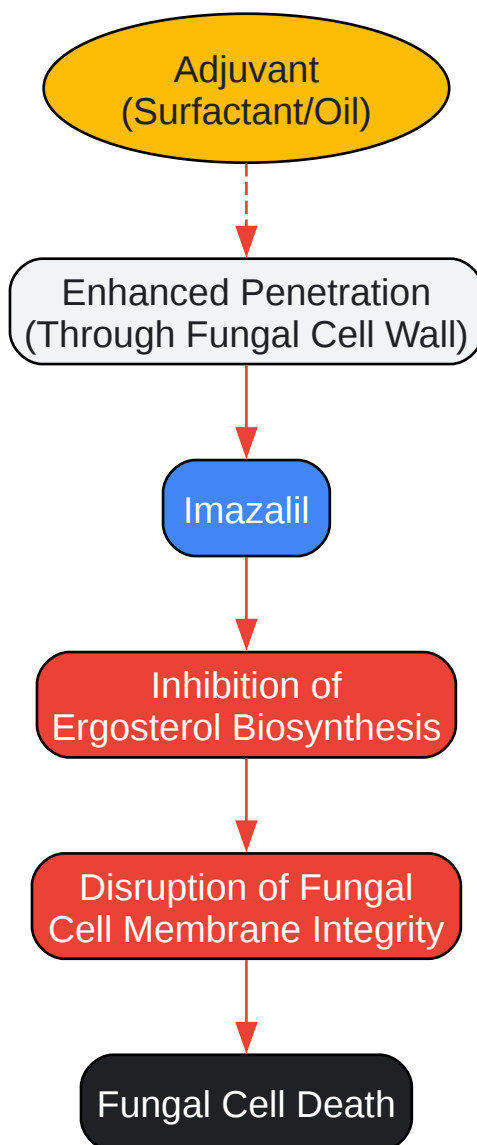 Adjuvant
(Surfactant/Oil)
Enhanced Penetration
(Through Fungal Cell Wall)
Imazalil
Inhibition of
Ergosterol Biosynthesis
Disruption of Fungal
Cell Membrane Integrity
Fungal Cell Death